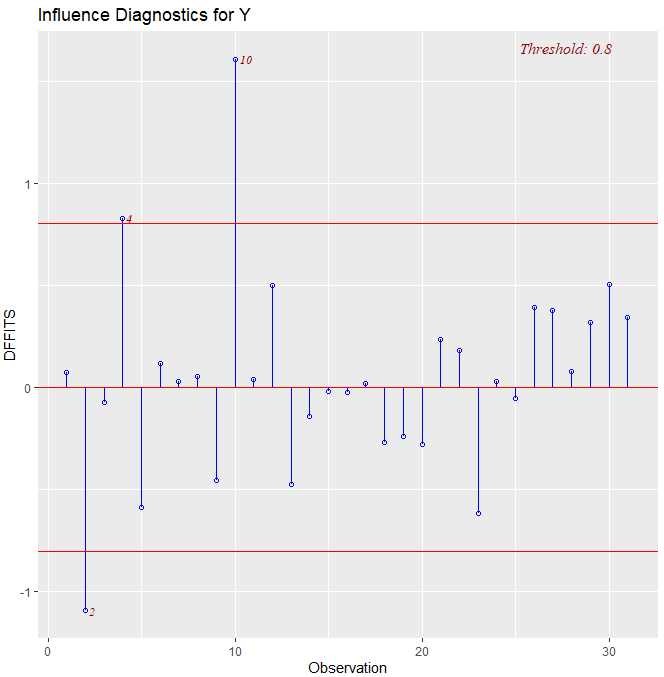 Influence Diagnostics for Y
Threshold: 0.8
10
4
2
1
0
-1
DFFITS
0
10
20
30
Observation